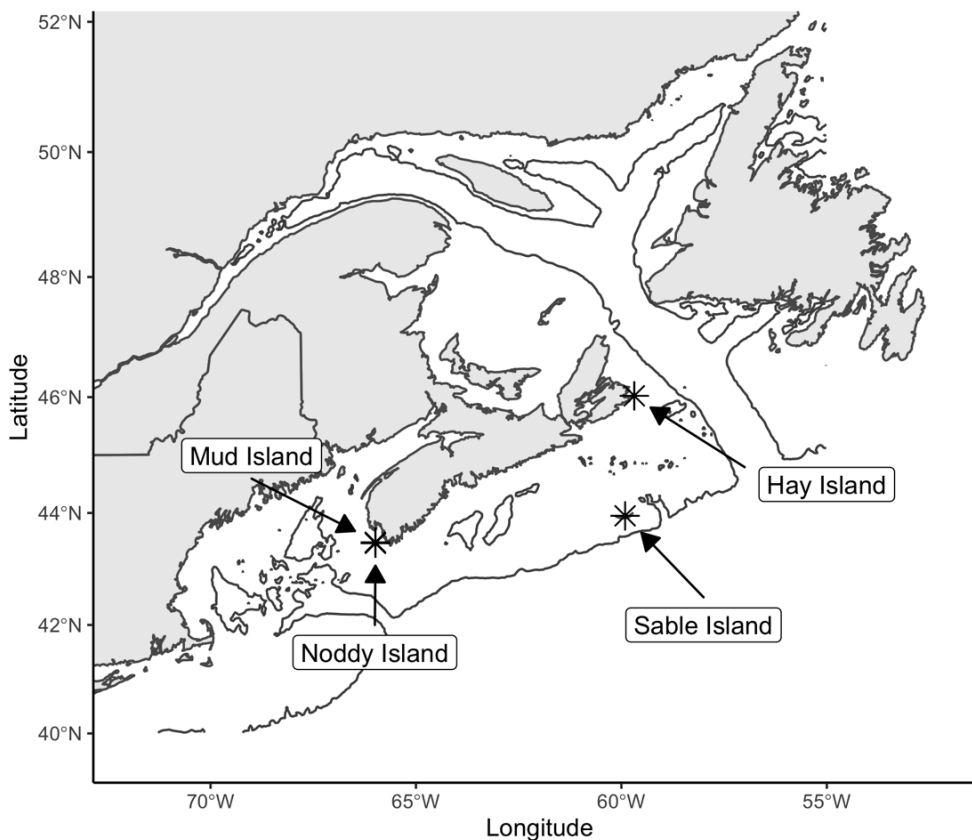 52°N
50°N
48°N
46°N
44°N
42°N
40°N
Latitude
Mud Island
Hay Island
Sable Island
Noddy Island
70°W
65°W
60°W
55°W
Longitude